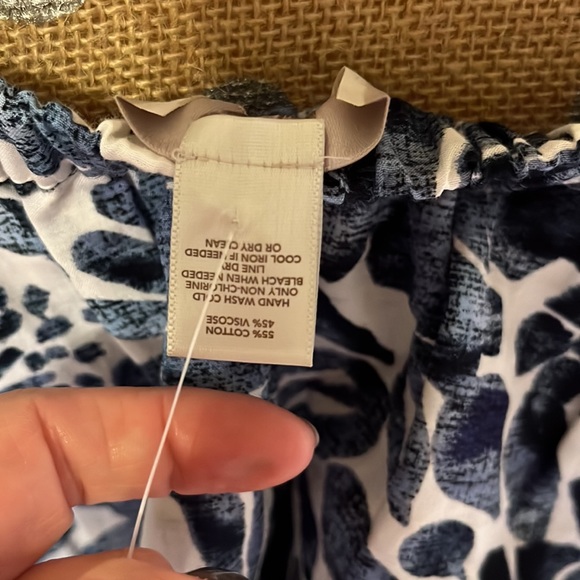 55% COTTON
45% VISCOSE
HAND WASH COLD
ONLY NON-CHLORINE
BLEACH WHEN NEEDED
LINE DRY
COOL IRON IF NEEDED
OR DRY CLEAN